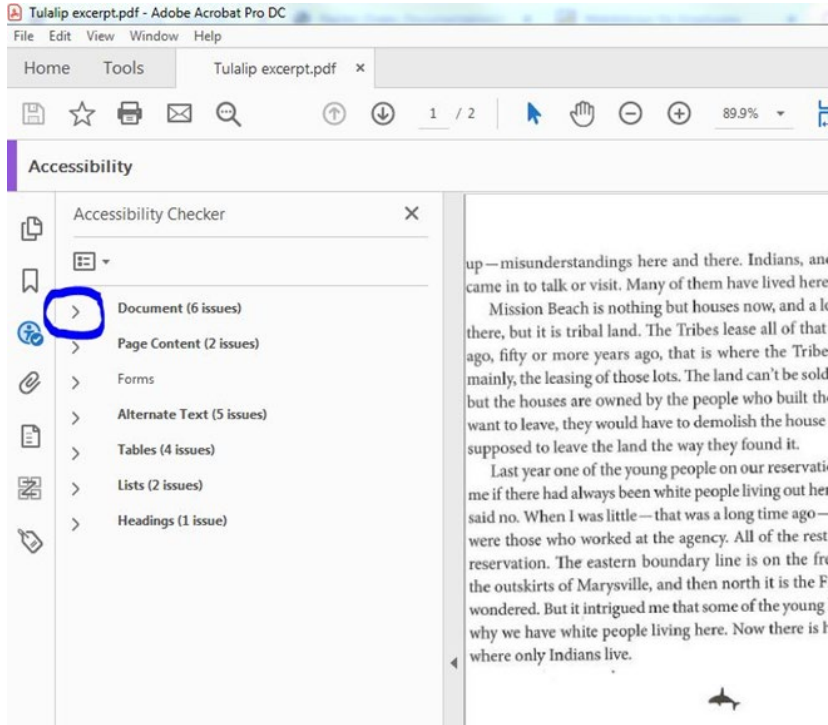 Tulalip excerpt.pdf - Adobe Acrobat Pro DC
File Edit View Window Help
Home Tools Tulalip excerpt.pdf ×
1 / 2 89.9%
Accessibility
Accessibility Checker
Document (6 issues)
Page Content (2 issues)
Forms
Alternate Text (5 issues)
Tables (4 issues)
Lists (2 issues)
Headings (1 issue)
up—misunderstandings here and there. Indians, and
came in to talk or visit. Many of them have lived here
Mission Beach is nothing but houses now, and a lo
there, but it is tribal land. The Tribes lease all of that
ago, fifty or more years ago, that is where the Tribe
mainly, the leasing of those lots. The land can't be sold
but the houses are owned by the people who built the
want to leave, they would have to demolish the house
supposed to leave the land the way they found it.
Last year one of the young people on our reservatio
me if there had always been white people living out her
said no. When I was little—that was a long time ago—
were those who worked at the agency. All of the rest
reservation. The eastern boundary line is on the fre
the outskirts of Marysville, and then north it is the F
wondered. But it intrigued me that some of the young
why we have white people living here. Now there is h
where only Indians live.